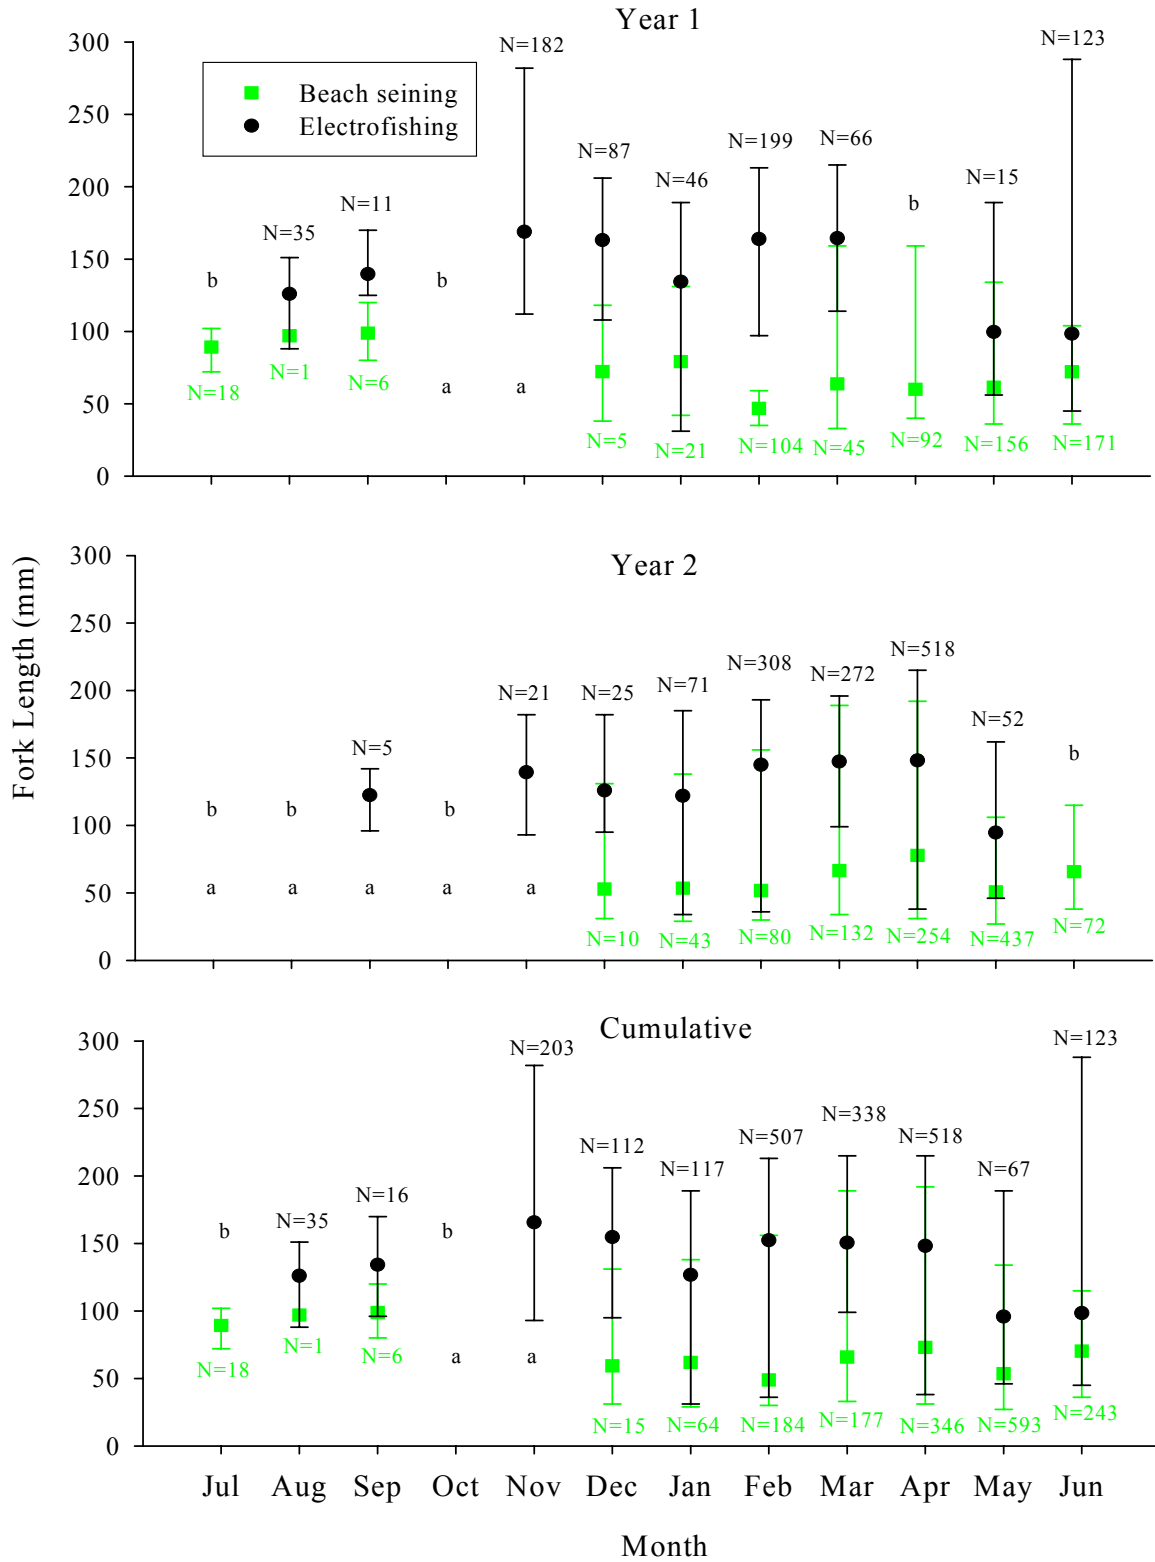 Year 1
300
250
200
150
100
50
0
Beach seining
Electrofishing
N=182
N=123
N=87
N=199
N=66
N=46
N=15
N=11
N=35
b
b
b
N=18
N=1
N=6
a
a
N=5
N=21
N=104
N=45
N=92
N=156
N=171
Fork Length (mm)
Year 2
300
250
200
150
100
50
0
N=5
N=21
N=25
N=71
N=308
N=272
N=518
N=52
b
b
b
b
a
a
a
a
a
N=10
N=43
N=80
N=132
N=254
N=437
N=72
Cumulative
300
250
200
150
100
50
0
N=203
N=123
N=112
N=117
N=507
N=338
N=518
N=67
N=16
N=35
b
b
N=18
N=1
N=6
a
a
N=15
N=64
N=184
N=177
N=346
N=593
N=243
Jul Aug Sep Oct Nov Dec Jan Feb Mar Apr May Jun
Month